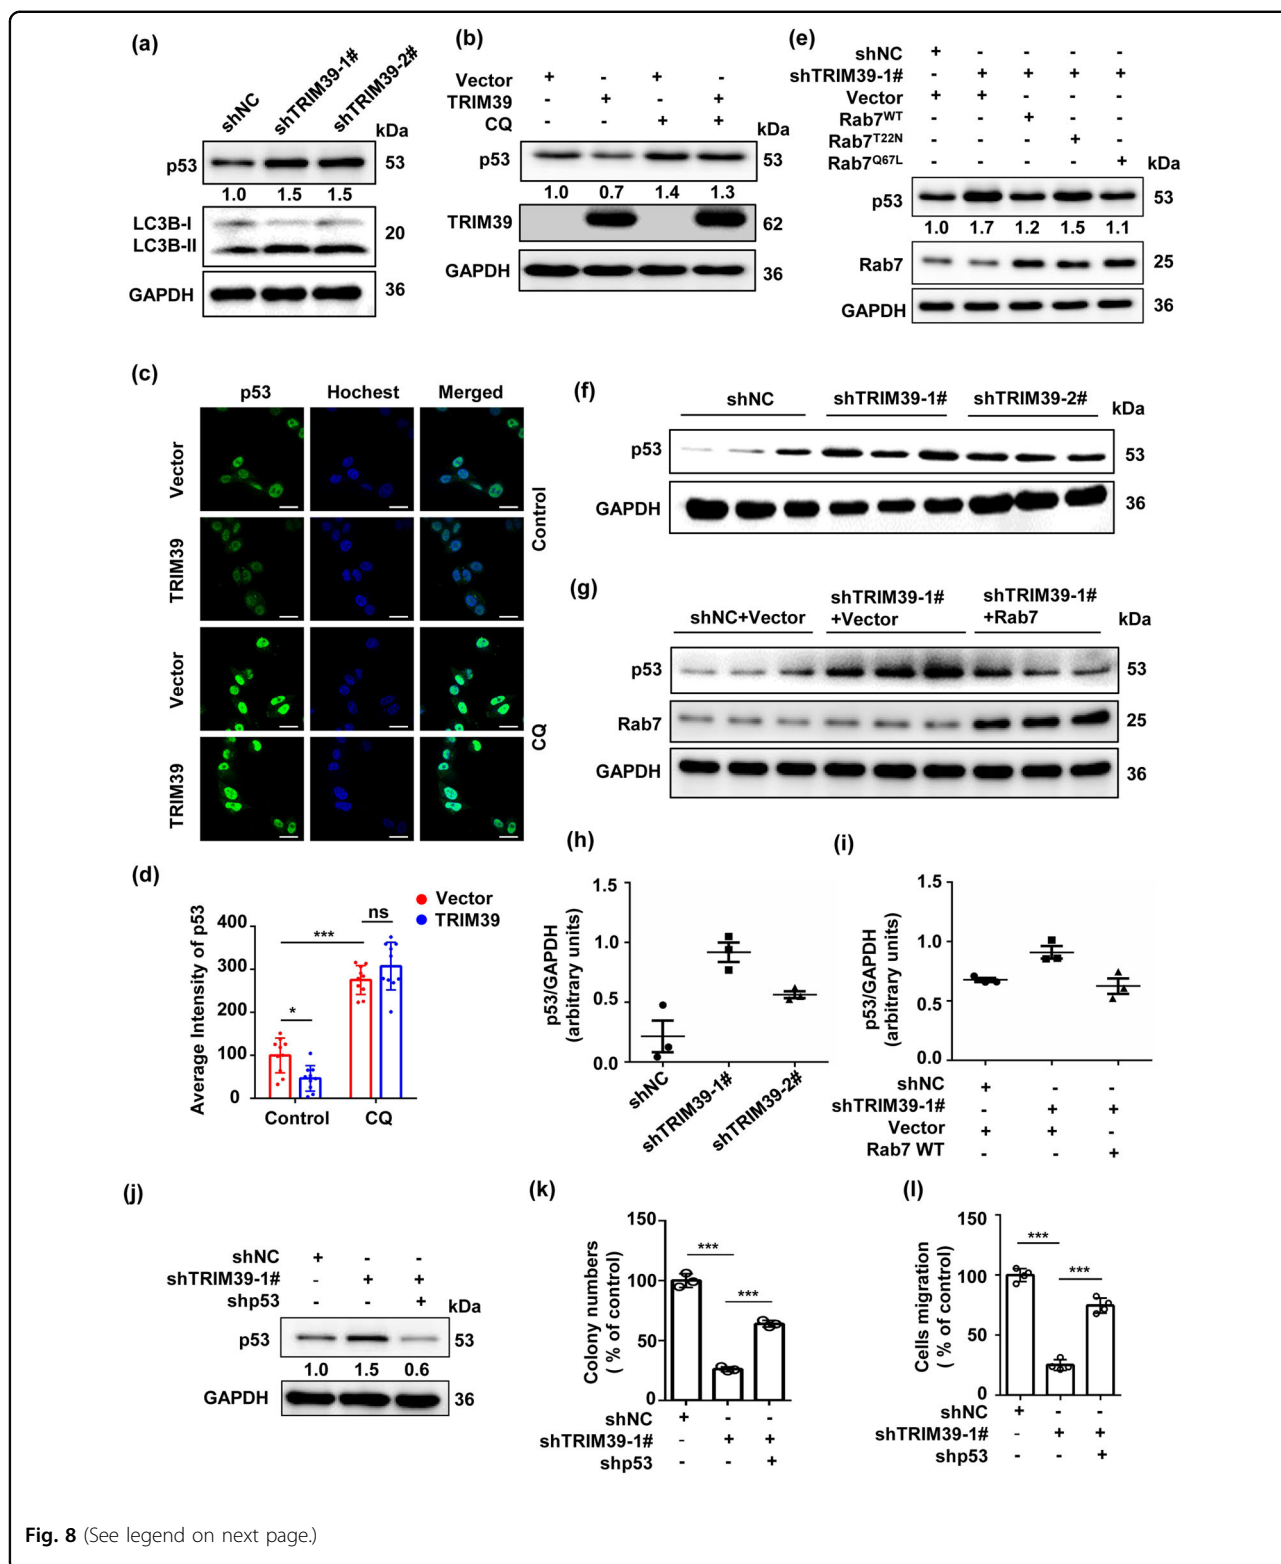 (a)
shNC
shTRIM39-1#
shTRIM39-2#
kDa
p53
53
1.0 1.5 1.5
LC3B-I
LC3B-II
20
GAPDH
36
(b)
Vector + - + -
TRIM39 - + - +
CQ - - + +
kDa
p53
53
1.0 0.7 1.4 1.3
TRIM39
62
GAPDH
36
(e)
shNC + - - - -
shTRIM39-1# - + + + +
Vector + + - - -
Rab7WT - - + - -
Rab7T22N - - - + -
Rab7Q67L - - - - +
kDa
p53
53
1.0 1.7 1.2 1.5 1.1
Rab7
25
GAPDH
36
(c)
p53 Hochest Merged
Vector
TRIM39
Control
Vector
TRIM39
CQ
(f)
shNC shTRIM39-1# shTRIM39-2#
kDa
p53
53
GAPDH
36
(g)
shNC+Vector
shTRIM39-1#
+Vector
shTRIM39-1#
+Rab7
kDa
p53
53
Rab7
25
GAPDH
36
(d)
Vector
TRIM39
Average Intensity of p53
400
300
200
100
0
***
ns
*
Control CQ
(h)
p53/GAPDH
(arbitrary units)
1.5
1.0
0.5
0.0
shNC
shTRIM39-1#
shTRIM39-2#
(i)
p53/GAPDH
(arbitrary units)
1.5
1.0
0.5
0.0
shNC + - -
shTRIM39-1# - + +
Vector + + -
Rab7 WT - - +
(j)
shNC + - -
shTRIM39-1# - + +
shp53 - - +
kDa
p53
53
1.0 1.5 0.6
GAPDH
36
(k)
Colony numbers
( % of control)
150
100
50
0
***
***
shNC + - -
shTRIM39-1# - + +
shp53 - - +
(l)
Cells migration
( % of control)
150
100
50
0
***
***
shNC + - -
shTRIM39-1# - + +
shp53 - - +
Fig. 8 (See legend on next page.)